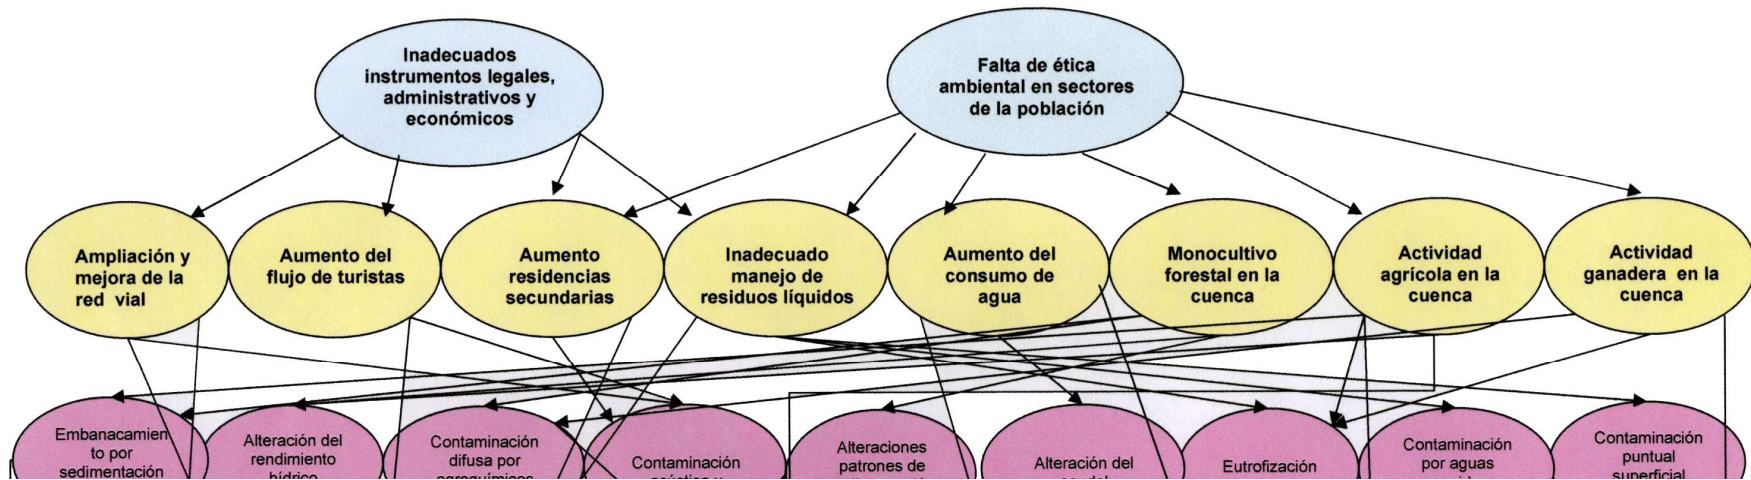 Inadecuados
instrumentos legales,
administrativos y
económicos
Falta de ética
ambiental en sectores
de la población
Ampliación y
mejora de la
red vial
Aumento del
flujo de turistas
Aumento
residencias
secundarias
Inadecuado
manejo de
residuos líquidos
Aumento del
consumo de
agua
Monocultivo
forestal en la
cuenca
Actividad
agrícola en la
cuenca
Actividad
ganadera en la
cuenca
Embanacamien
to por
sedimentación
Alteración del
rendimiento
hídrico
Contaminación
difusa por
agroquímicos
Contaminación
Alteraciones
patrones de
Alteración del
Eutrofización
Contaminación
por aguas
Contaminación
puntual
superficial